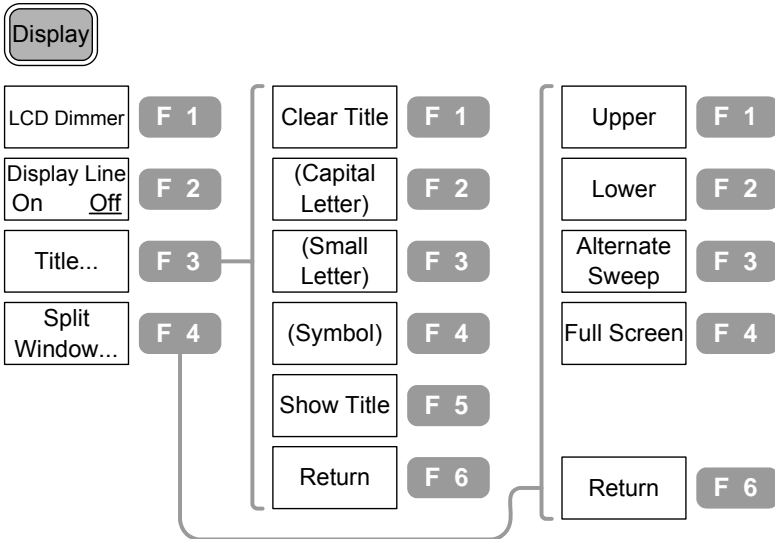 Display
LCD Dimmer
F 1
Display Line
On Off
F 2
Title...
F 3
Split
Window...
F 4
Clear Title
F 1
(Capital
Letter)
F 2
(Small
Letter)
F 3
(Symbol)
F 4
Show Title
F 5
Return
F 6
Upper
F 1
Lower
F 2
Alternate
Sweep
F 3
Full Screen
F 4
Return
F 6